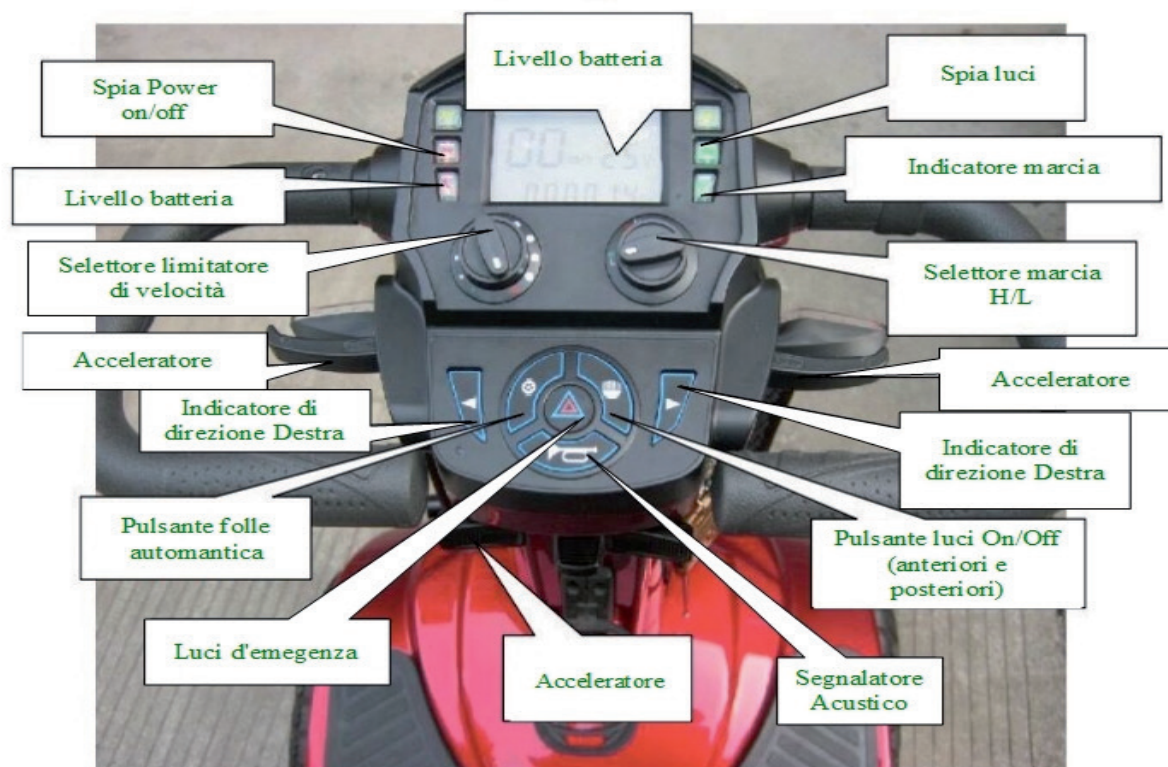 Livello batteria
Spia Power
on/off
Spia luci
Livello batteria
Indicatore marcia
Selettore limitatore
di velocità
Selettore marcia
H/L
Acceleratore
Acceleratore
Indicatore di
direzione Destra
Indicatore di
direzione Destra
Pulsante folle
automantica
Pulsante luci On/Off
(anteriori e
posteriori)
Luci d'emegenza
Acceleratore
Segnalatore
Acustico